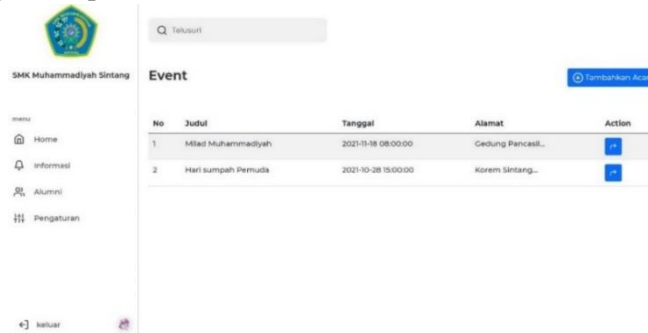 Telusuri
SMK Muhammadiyah Sintang
Event
Tambahkan Acar
menu
Home
Informasi
Alumni
Pengaturan
keluar
No Judul Tanggal Alamat Action
1 Milad Muhammadiyah 2021-11-18 08:00:00 Gedung Pancasil...
2 Hari sumpah Pemuda 2021-10-28 15:00:00 Korem Sintang...